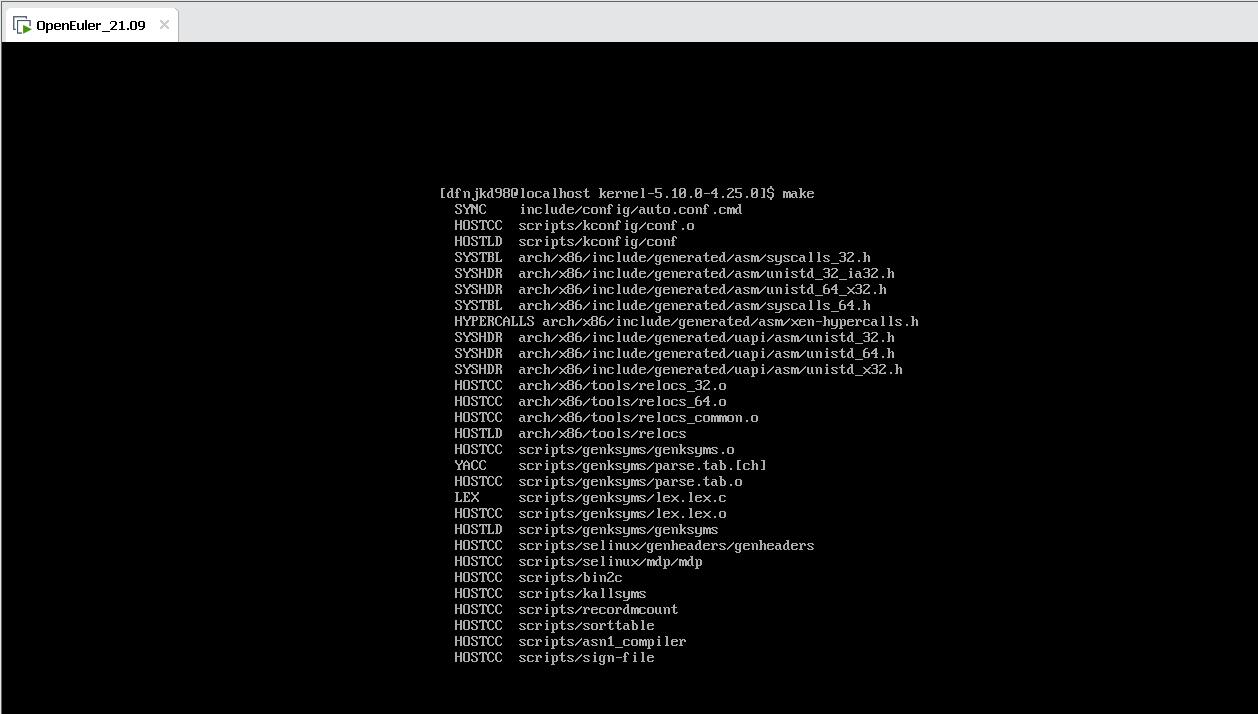 OpenEuler_21.09
[dfnjkd98@localhost kernel-5.10.0-4.25.0]$ make
SYNC    include/config/auto.conf.cmd
HOSTCC  scripts/kconfig/conf.o
HOSTLD  scripts/kconfig/conf
SYSTBL  arch/x86/include/generated/asm/syscalls_32.h
SYSHDR  arch/x86/include/generated/asm/unistd_32_ia32.h
SYSHDR  arch/x86/include/generated/asm/unistd_64_x32.h
SYSTBL  arch/x86/include/generated/asm/syscalls_64.h
HYPERCALLS arch/x86/include/generated/asm/xen-hypercalls.h
SYSHDR  arch/x86/include/generated/uapi/asm/unistd_32.h
SYSHDR  arch/x86/include/generated/uapi/asm/unistd_64.h
SYSHDR  arch/x86/include/generated/uapi/asm/unistd_x32.h
HOSTCC  arch/x86/tools/relocs_32.o
HOSTCC  arch/x86/tools/relocs_64.o
HOSTCC  arch/x86/tools/relocs_common.o
HOSTLD  arch/x86/tools/relocs
HOSTCC  scripts/genksyms/genksyms.o
YACC    scripts/genksyms/parse.tab.[ch]
HOSTCC  scripts/genksyms/parse.tab.o
LEX     scripts/genksyms/lex.lex.c
HOSTCC  scripts/genksyms/lex.lex.o
HOSTLD  scripts/genksyms/genksyms
HOSTCC  scripts/selinux/genheaders/genheaders
HOSTCC  scripts/selinux/mdp/mdp
HOSTCC  scripts/bin2c
HOSTCC  scripts/kallsyms
HOSTCC  scripts/recordmcount
HOSTCC  scripts/sorttable
HOSTCC  scripts/asn1_compiler
HOSTCC  scripts/sign-file